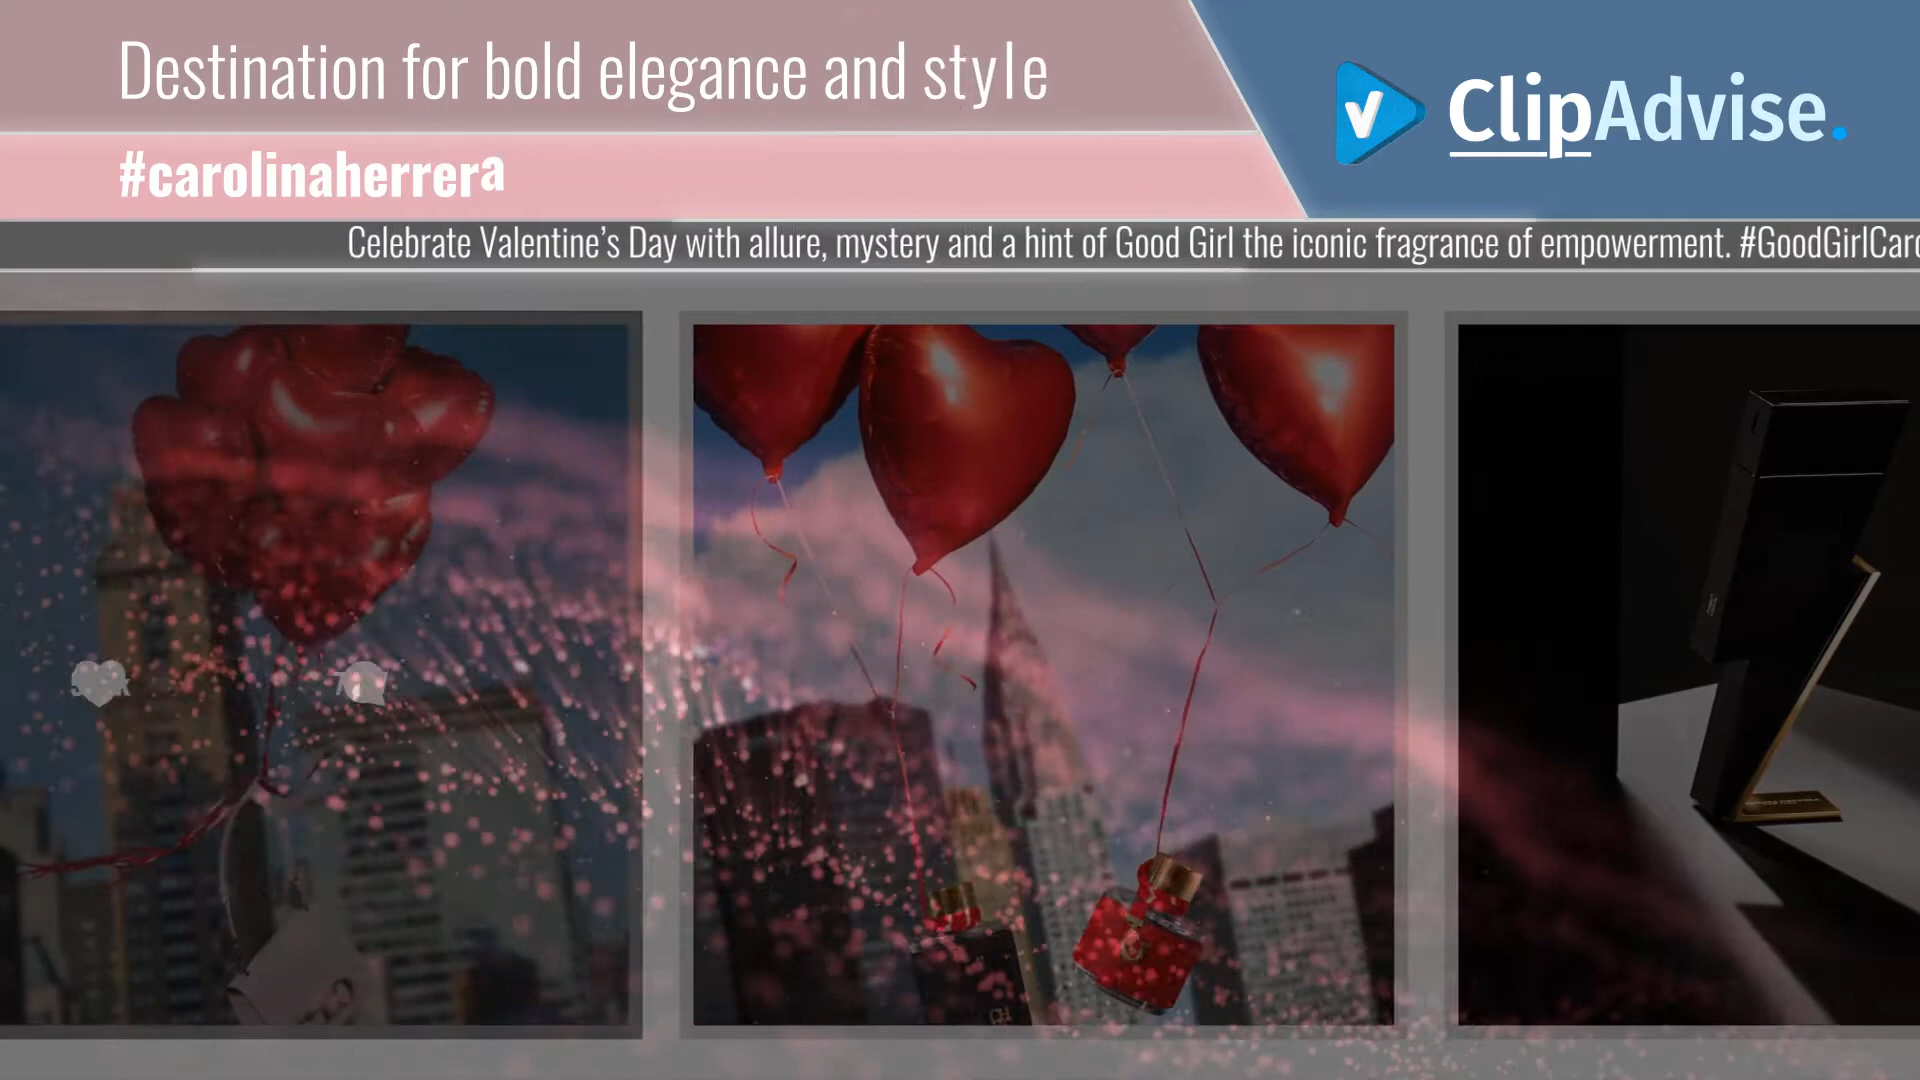 Destination for bold elegance and style
ClipAdvise.
#carolinaherrera
Celebrate Valentine’s Day with allure, mystery and a hint of Good Girl the iconic fragrance of empowerment. #GoodGirlCaro